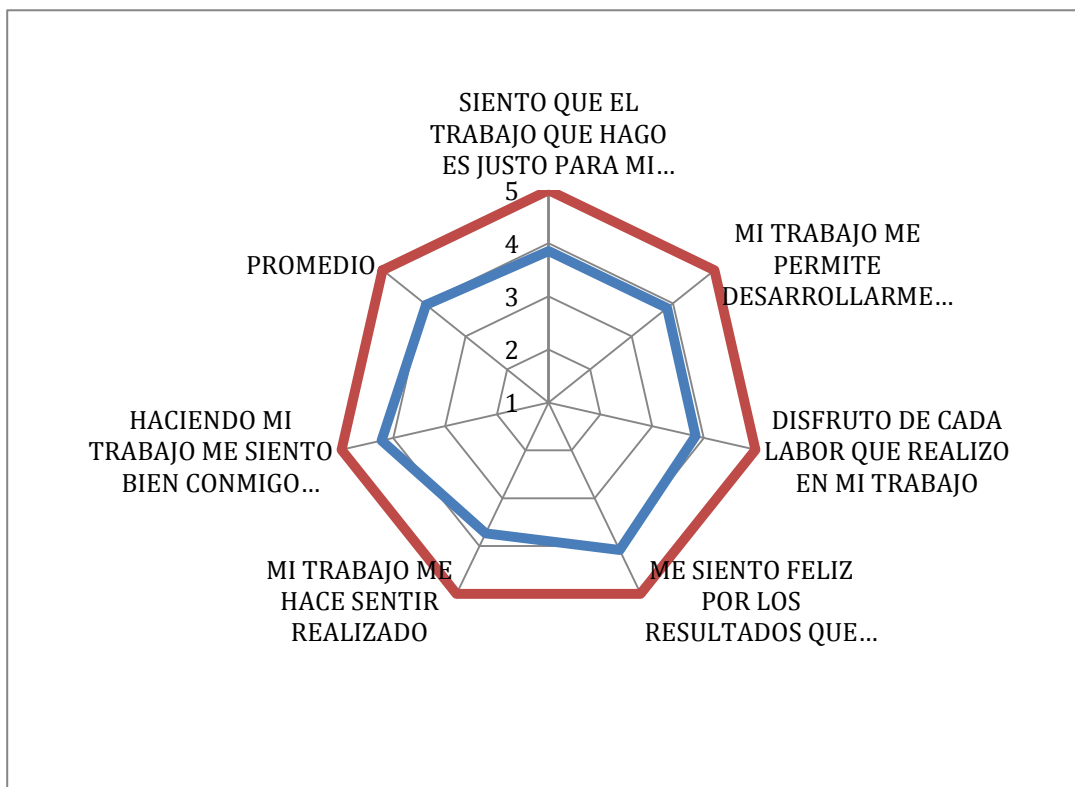 SIENTO QUE EL
TRABAJO QUE HAGO
ES JUSTO PARA MI...
MI TRABAJO ME
PERMITE
DESARROLLARME...
DISFRUTO DE CADA
LABOR QUE REALIZO
EN MI TRABAJO
ME SIENTO FELIZ
POR LOS
RESULTADOS QUE...
MI TRABAJO ME
HACE SENTIR
REALIZADO
HACIENDO MI
TRABAJO ME SIENTO
BIEN CONMIGO...
PROMEDIO
5
4
3
2
1